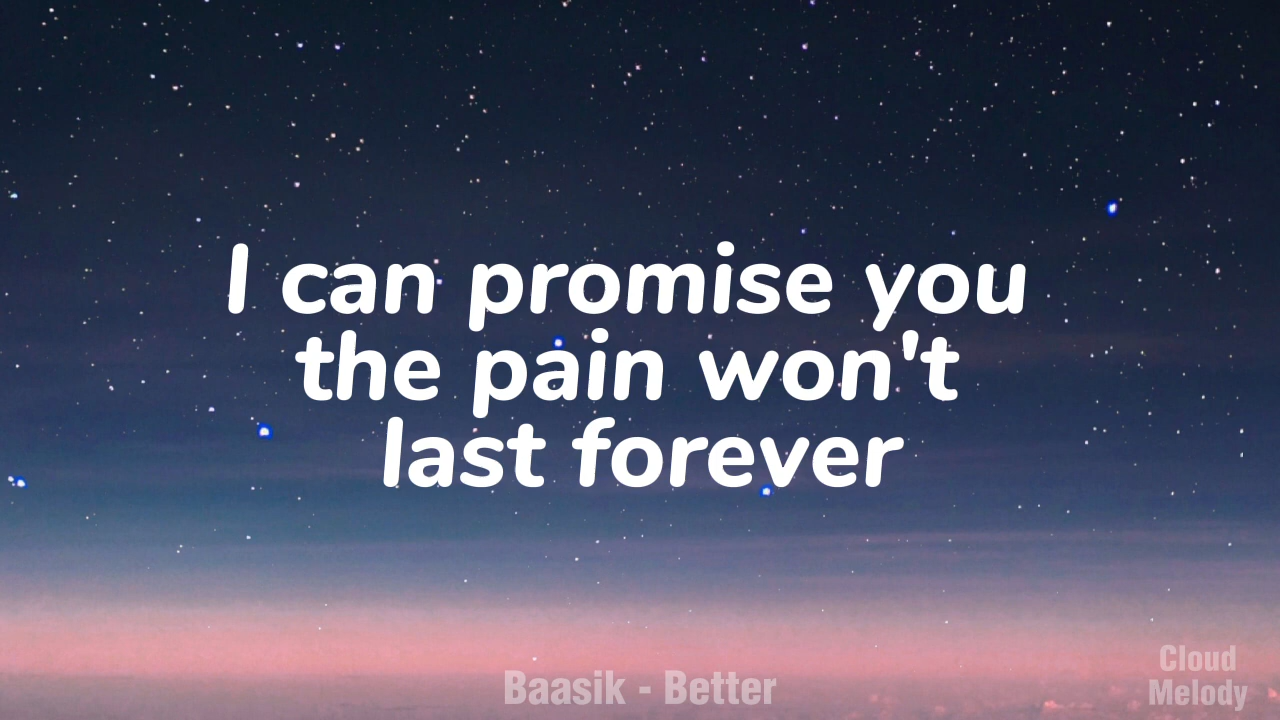 I can promise you
the pain won't
last forever
Baasik - Better
Cloud
Melody